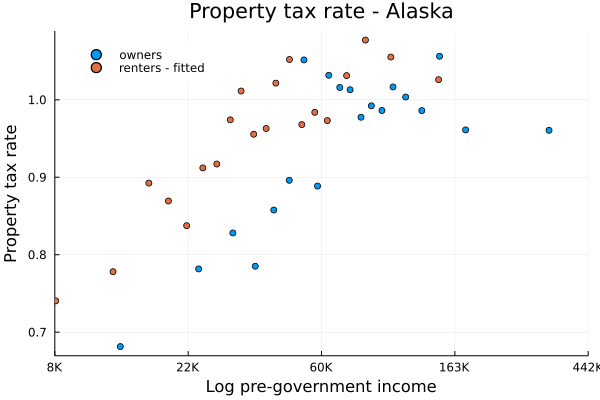 Property tax rate - Alaska
owners
renters - fitted
1.0
0.9
0.8
0.7
Property tax rate
8K
22K
60K
163K
442K
Log pre-government income